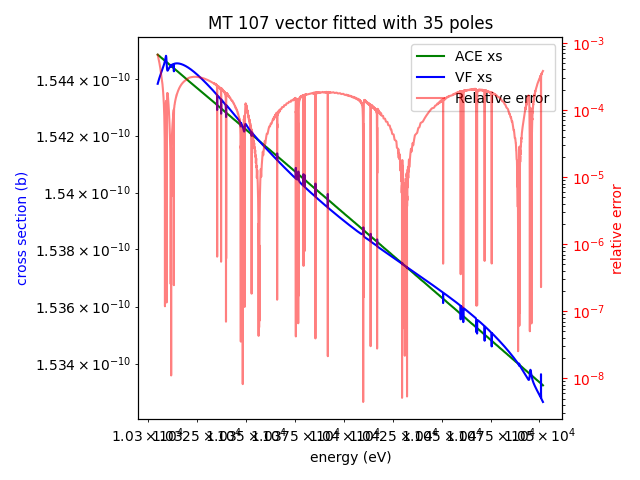 MT 107 vector fitted with 35 poles
ACE xs
VF xs
Relative error
1.544 × 10⁻¹⁰
1.542 × 10⁻¹⁰
1.54 × 10⁻¹⁰
1.538 × 10⁻¹⁰
1.536 × 10⁻¹⁰
1.534 × 10⁻¹⁰
cross section (b)
10⁻³
10⁻⁴
10⁻⁵
10⁻⁶
10⁻⁷
10⁻⁸
relative error
energy (eV)